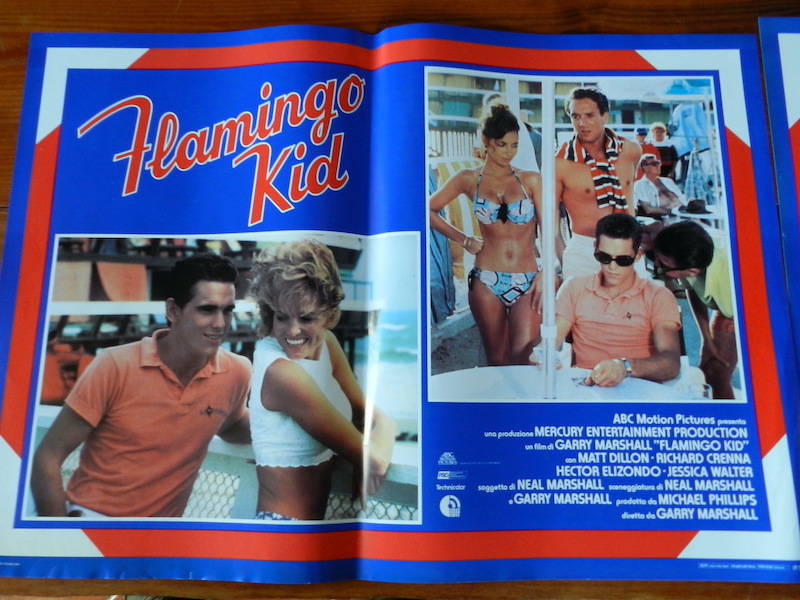 Flamingo
Kid
ABC Motion Pictures presenta
una produzione MERCURY ENTERTAINMENT PRODUCTION
un film di GARRY MARSHALL "FLAMINGO KID"
con MATT DILLON · RICHARD CRENNA
HECTOR ELIZONDO · JESSICA WALTER
soggetto di NEAL MARSHALL sceneggiatura di NEAL MARSHALL
e GARRY MARSHALL prodotto da MICHAEL PHILLIPS
diretto da GARRY MARSHALL
Technicolor